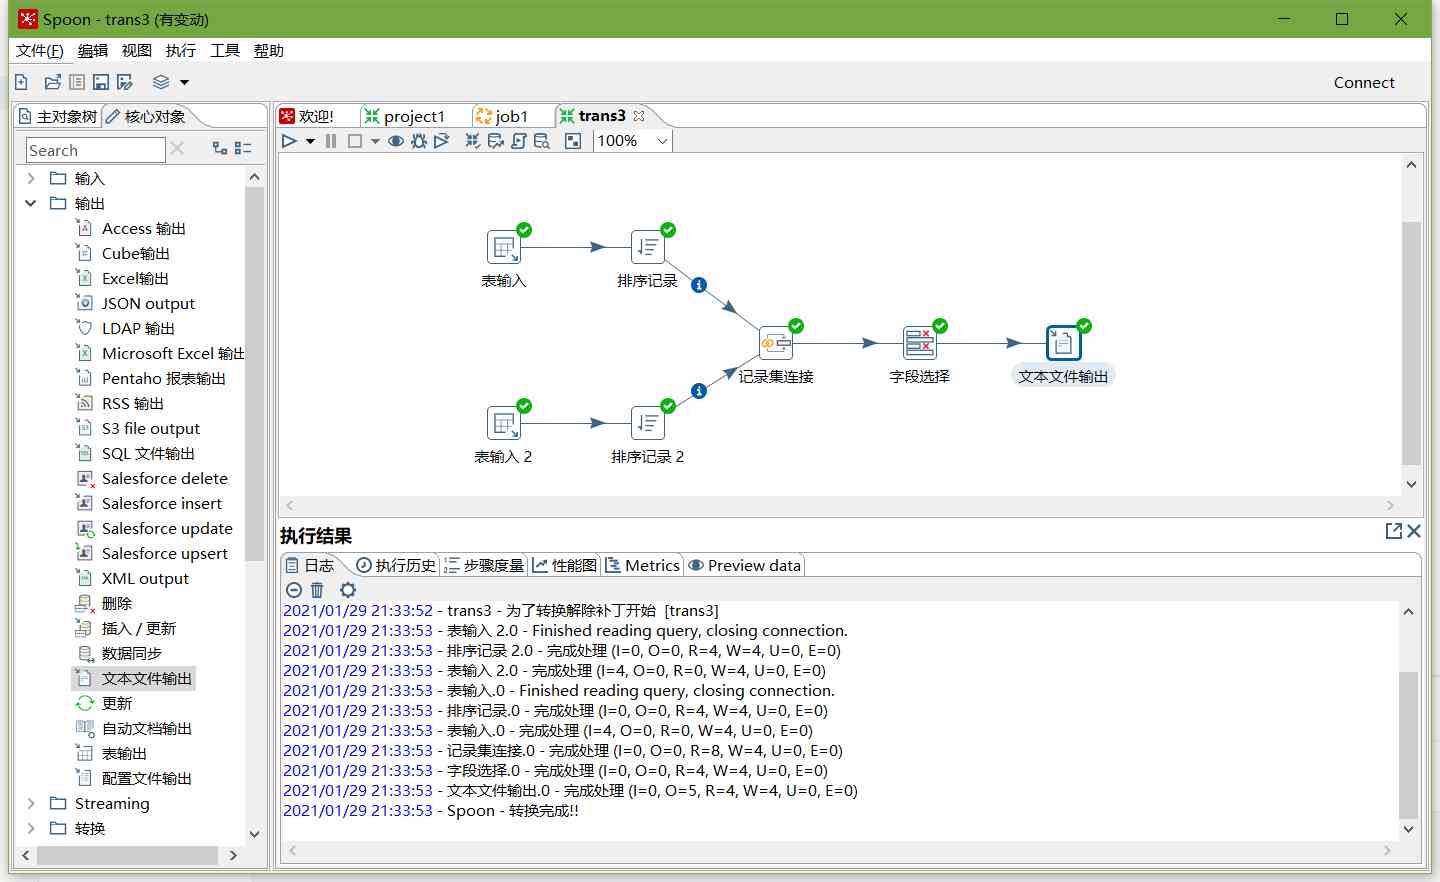 Spoon - trans3 (有变动)
文件(F) 编辑 视图 执行 工具 帮助
Connect
主对象树 核心对象
欢迎! project1 job1 trans3
Search
100%
输入
输出
Access 输出
Cube输出
Excel输出
JSON output
LDAP 输出
Microsoft Excel 输出
Pentaho 报表输出
RSS 输出
S3 file output
SQL 文件输出
Salesforce delete
Salesforce insert
Salesforce update
Salesforce upsert
XML output
删除
插入 / 更新
数据同步
文本文件输出
更新
自动文档输出
表输出
配置文件输出
Streaming
转换
表输入
排序记录
记录集连接
字段选择
文本文件输出
表输入 2
排序记录 2
执行结果
日志 执行历史 步骤度量 性能图 Metrics Preview data
2021/01/29 21:33:52 - trans3 - 为了转换解除补丁开始 [trans3]
2021/01/29 21:33:53 - 表输入 2.0 - Finished reading query, closing connection.
2021/01/29 21:33:53 - 排序记录 2.0 - 完成处理 (I=0, O=0, R=4, W=4, U=0, E=0)
2021/01/29 21:33:53 - 表输入 2.0 - 完成处理 (I=4, O=0, R=0, W=4, U=0, E=0)
2021/01/29 21:33:53 - 表输入.0 - Finished reading query, closing connection.
2021/01/29 21:33:53 - 排序记录.0 - 完成处理 (I=0, O=0, R=4, W=4, U=0, E=0)
2021/01/29 21:33:53 - 表输入.0 - 完成处理 (I=4, O=0, R=0, W=4, U=0, E=0)
2021/01/29 21:33:53 - 记录集连接.0 - 完成处理 (I=0, O=0, R=8, W=4, U=0, E=0)
2021/01/29 21:33:53 - 字段选择.0 - 完成处理 (I=0, O=0, R=4, W=4, U=0, E=0)
2021/01/29 21:33:53 - 文本文件输出.0 - 完成处理 (I=0, O=5, R=4, W=4, U=0, E=0)
2021/01/29 21:33:53 - Spoon - 转换完成!!